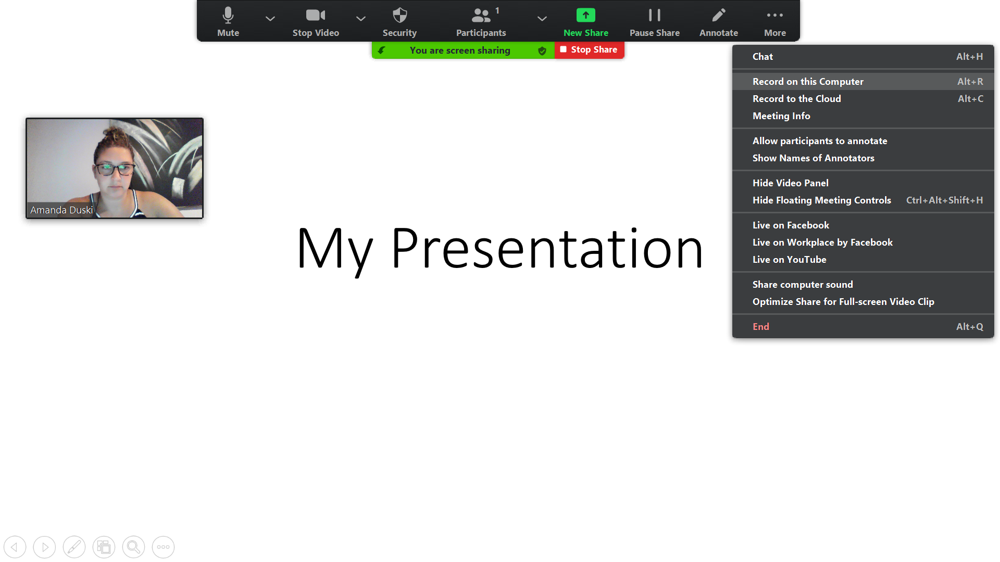 Mute
Stop Video
Security
Participants
1
New Share
Pause Share
Annotate
More
You are screen sharing
Stop Share
Chat Alt+H
Record on this Computer Alt+R
Record to the Cloud Alt+C
Meeting Info
Allow participants to annotate
Show Names of Annotators
Hide Video Panel
Hide Floating Meeting Controls Ctrl+Alt+Shift+H
Live on Facebook
Live on Workplace by Facebook
Live on YouTube
Share computer sound
Optimize Share for Full-screen Video Clip
End Alt+Q
Amanda Duski
My Presentation